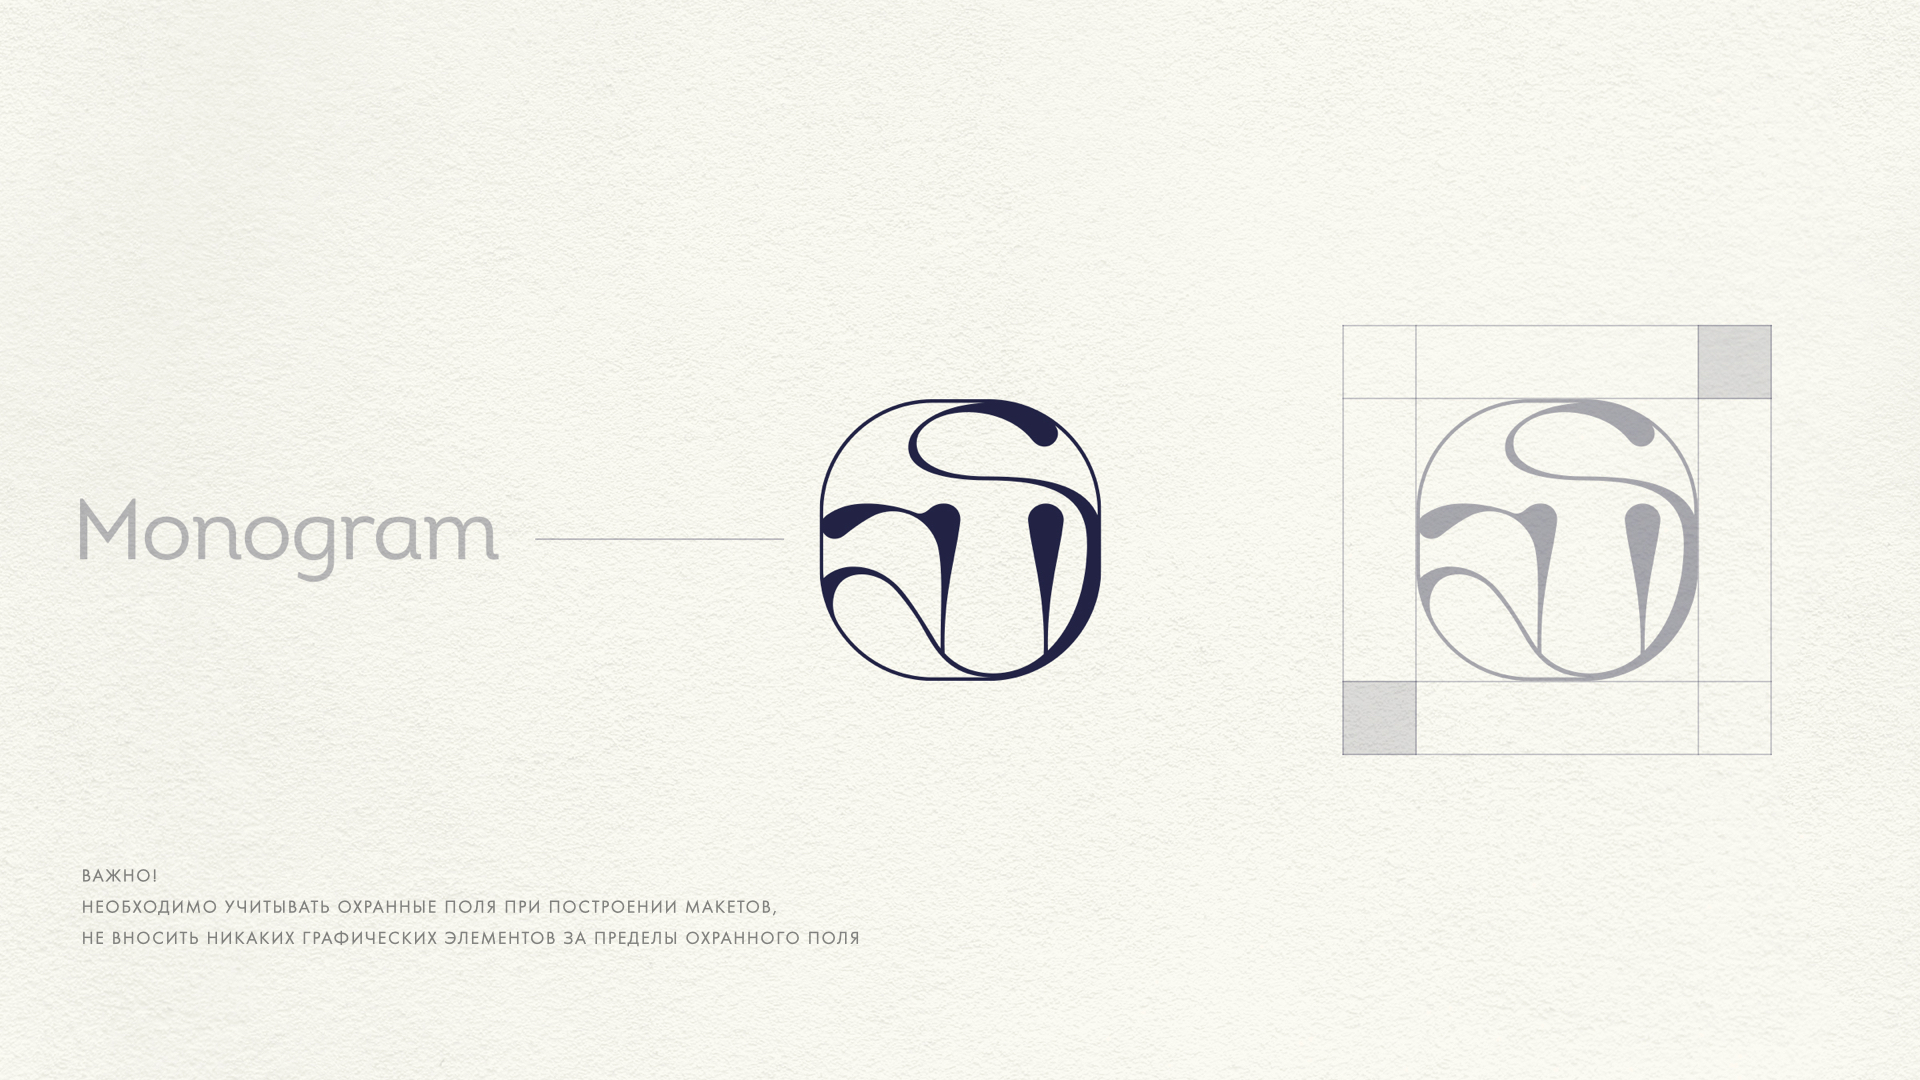 Monogram
ВАЖНО!
НЕОБХОДИМО УЧИТЫВАТЬ ОХРАННЫЕ ПОЛЯ ПРИ ПОСТРОЕНИИ МАКЕТОВ,
НЕ ВНОСИТЬ НИКАКИХ ГРАФИЧЕСКИХ ЭЛЕМЕНТОВ ЗА ПРЕДЕЛЫ ОХРАННОГО ПОЛЯ